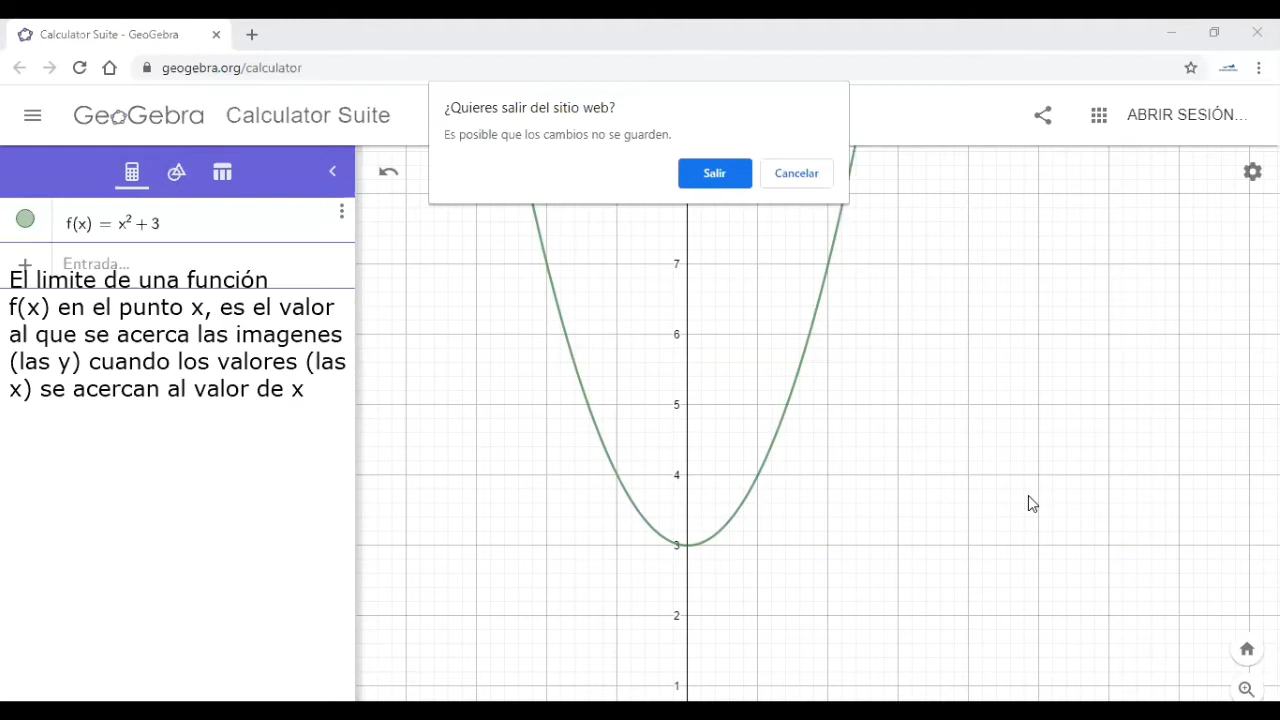 Calculator Suite - GeoGebra
geogebra.org/calculator
GeoGebra Calculator Suite
ABRIR SESIÓN...
¿Quieres salir del sitio web?
Es posible que los cambios no se guarden.
Salir Cancelar
f(x) = x² + 3
Entrada...
El limite de una función
f(x) en el punto x, es el valor
al que se acerca las imagenes
(las y) cuando los valores (las
x) se acercan al valor de x
7
6
5
4
3
2
1